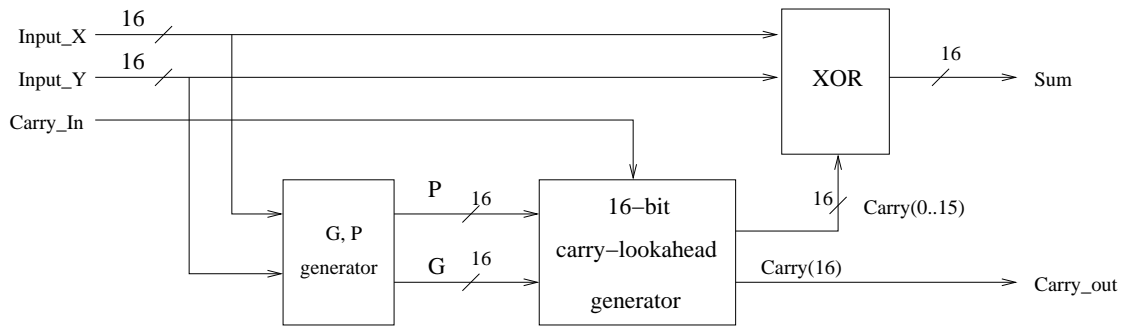 16
Input_X
16
Input_Y
Carry_In
XOR
16
Sum
G, P
generator
P
16
G
16
16-bit
carry-lookahead
generator
16
Carry(0..15)
Carry(16)
Carry_out